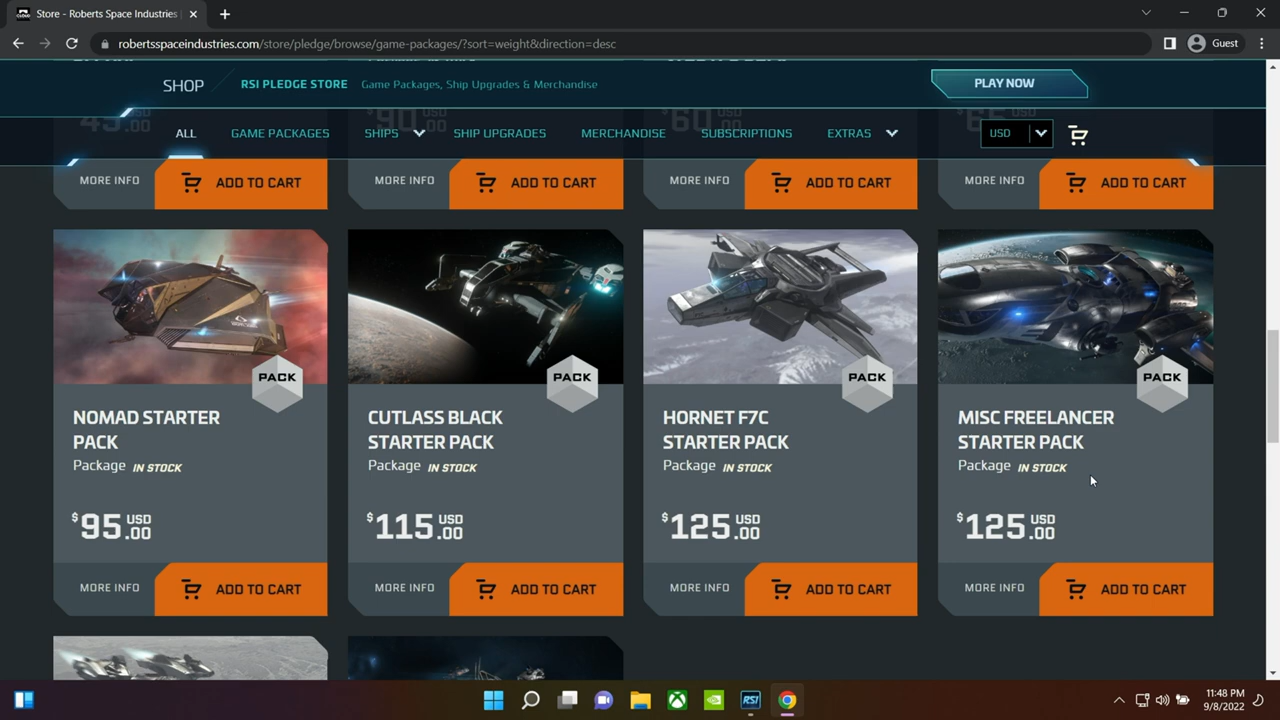 Store - Roberts Space Industries
robertsspaceindustries.com/store/pledge/browse/game-packages/?sort=weight&direction=desc
Guest
SHOP
RSI PLEDGE STORE
Game Packages, Ship Upgrades & Merchandise
PLAY NOW
ALL
GAME PACKAGES
SHIPS
SHIP UPGRADES
MERCHANDISE
SUBSCRIPTIONS
EXTRAS
USD
MORE INFO
ADD TO CART
MORE INFO
ADD TO CART
MORE INFO
ADD TO CART
MORE INFO
ADD TO CART
PACK
NOMAD STARTER
PACK
Package IN STOCK
$95.00 USD
MORE INFO
ADD TO CART
PACK
CUTLASS BLACK
STARTER PACK
Package IN STOCK
$115.00 USD
MORE INFO
ADD TO CART
PACK
HORNET F7C
STARTER PACK
Package IN STOCK
$125.00 USD
MORE INFO
ADD TO CART
PACK
MISC FREELANCER
STARTER PACK
Package IN STOCK
$125.00 USD
MORE INFO
ADD TO CART
RSI
11:48 PM
9/8/2022